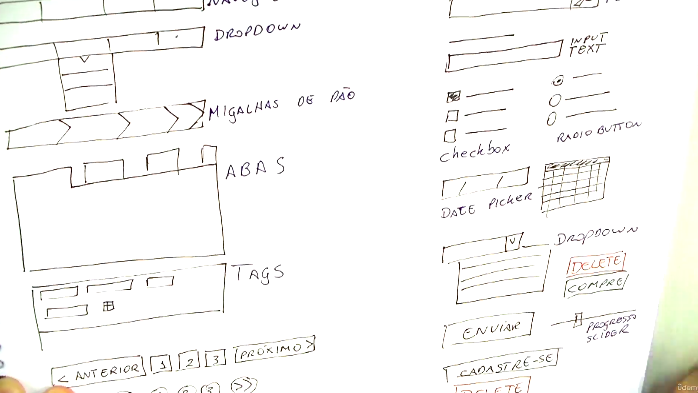 DROPDOWN
MIGALHAS DE PÃO
ABAS
TAGS
< ANTERIOR 1 2 3 PRÓXIMO >
3 >>
INPUT
TEXT
checkbox
RADIO BUTTON
DATE PICKER
DROPDOWN
DELETE
COMPRE
ENVIAR
PROGRESSO
SLIDER
CADASTRE-SE
DELETE